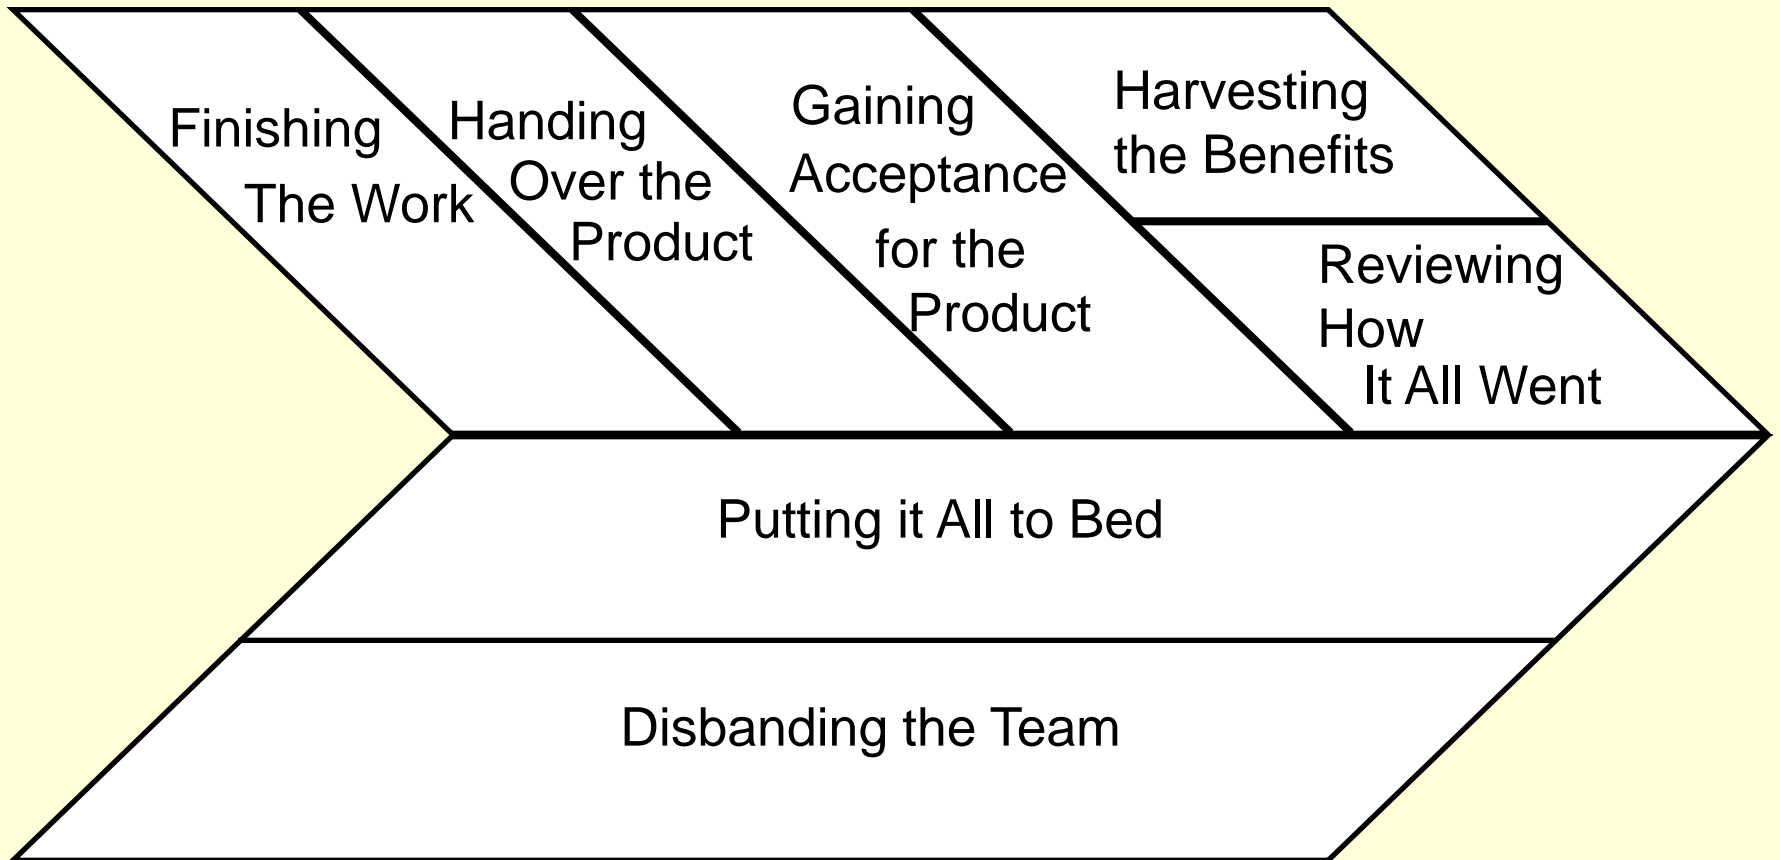 Finishing
The Work
Handing
Over the
Product
Gaining
Acceptance
for the
Product
Harvesting
the Benefits
Reviewing
How
It All Went
Putting it All to Bed
Disbanding the Team